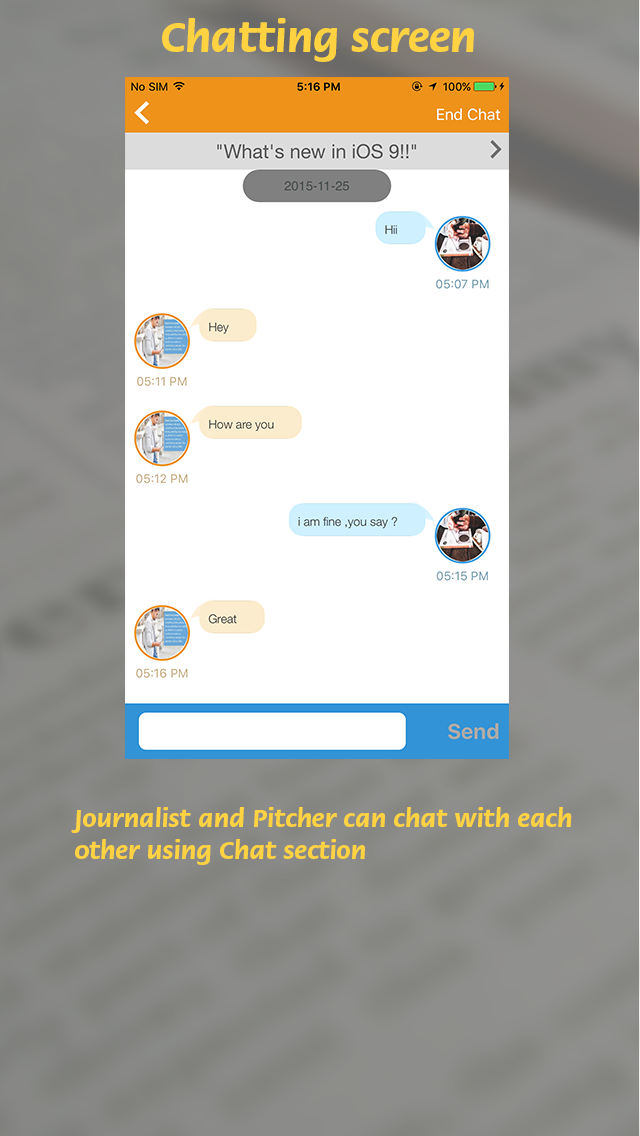 Chatting screen
No SIM 5:16 PM 100%
End Chat
"What's new in iOS 9!!"
2015-11-25
Hii
05:07 PM
Hey
05:11 PM
How are you
05:12 PM
i am fine ,you say ?
05:15 PM
Great
05:16 PM
Send
Journalist and Pitcher can chat with each
other using Chat section